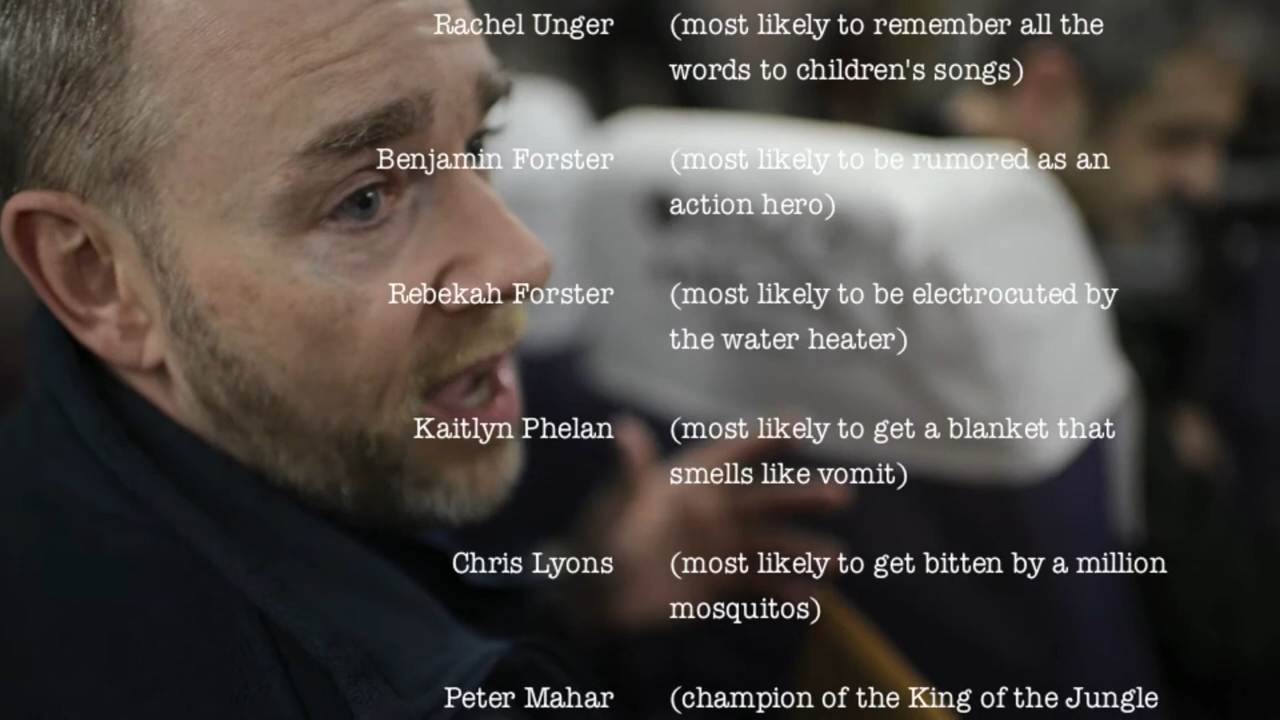 Rachel Unger (most likely to remember all the
words to children's songs)
Benjamin Forster (most likely to be rumored as an
action hero)
Rebekah Forster (most likely to be electrocuted by
the water heater)
Kaitlyn Phelan (most likely to get a blanket that
smells like vomit)
Chris Lyons (most likely to get bitten by a million
mosquitos)
Peter Mahar (champion of the King of the Jungle